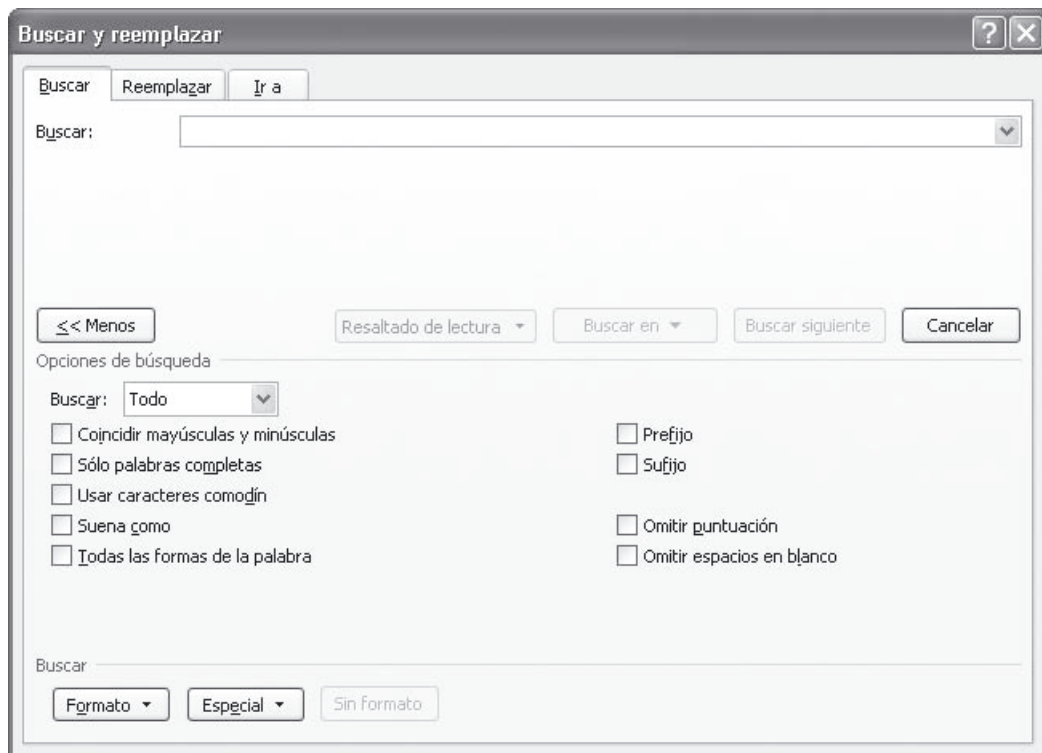 Buscar y reemplazar
Buscar Reemplazar Ir a
Buscar:
<< Menos Resaltado de lectura Buscar en Buscar siguiente Cancelar
Opciones de búsqueda
Buscar: Todo
Coincidir mayúsculas y minúsculas Prefijo
Sólo palabras completas Sufijo
Usar caracteres comodín
Suena como Omitir puntuación
Todas las formas de la palabra Omitir espacios en blanco
Buscar
Formato Especial Sin formato